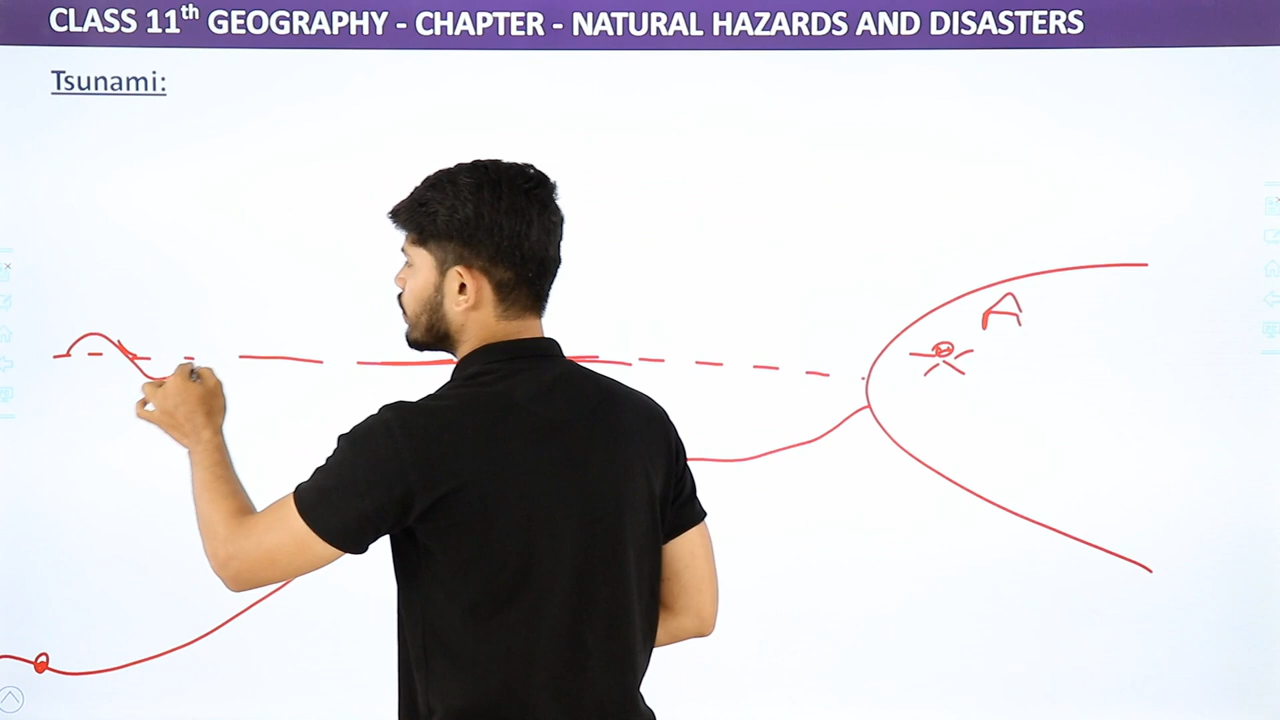 CLASS 11th GEOGRAPHY - CHAPTER - NATURAL HAZARDS AND DISASTERS
Tsunami:
A